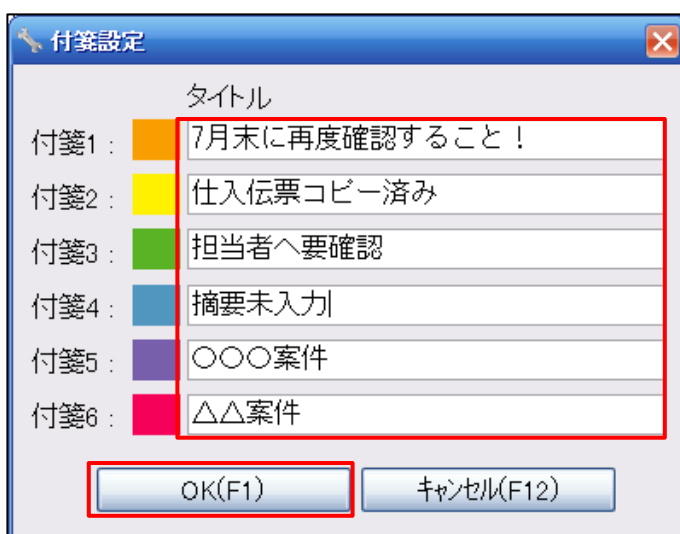 付箋設定
タイトル
付箋1： 7月末に再度確認すること！
付箋2： 仕入伝票コピー済み
付箋3： 担当者へ要確認
付箋4： 摘要未入力
付箋5： ○○○案件
付箋6： △△案件
OK(F1) ｷｬﾝｾﾙ(F12)